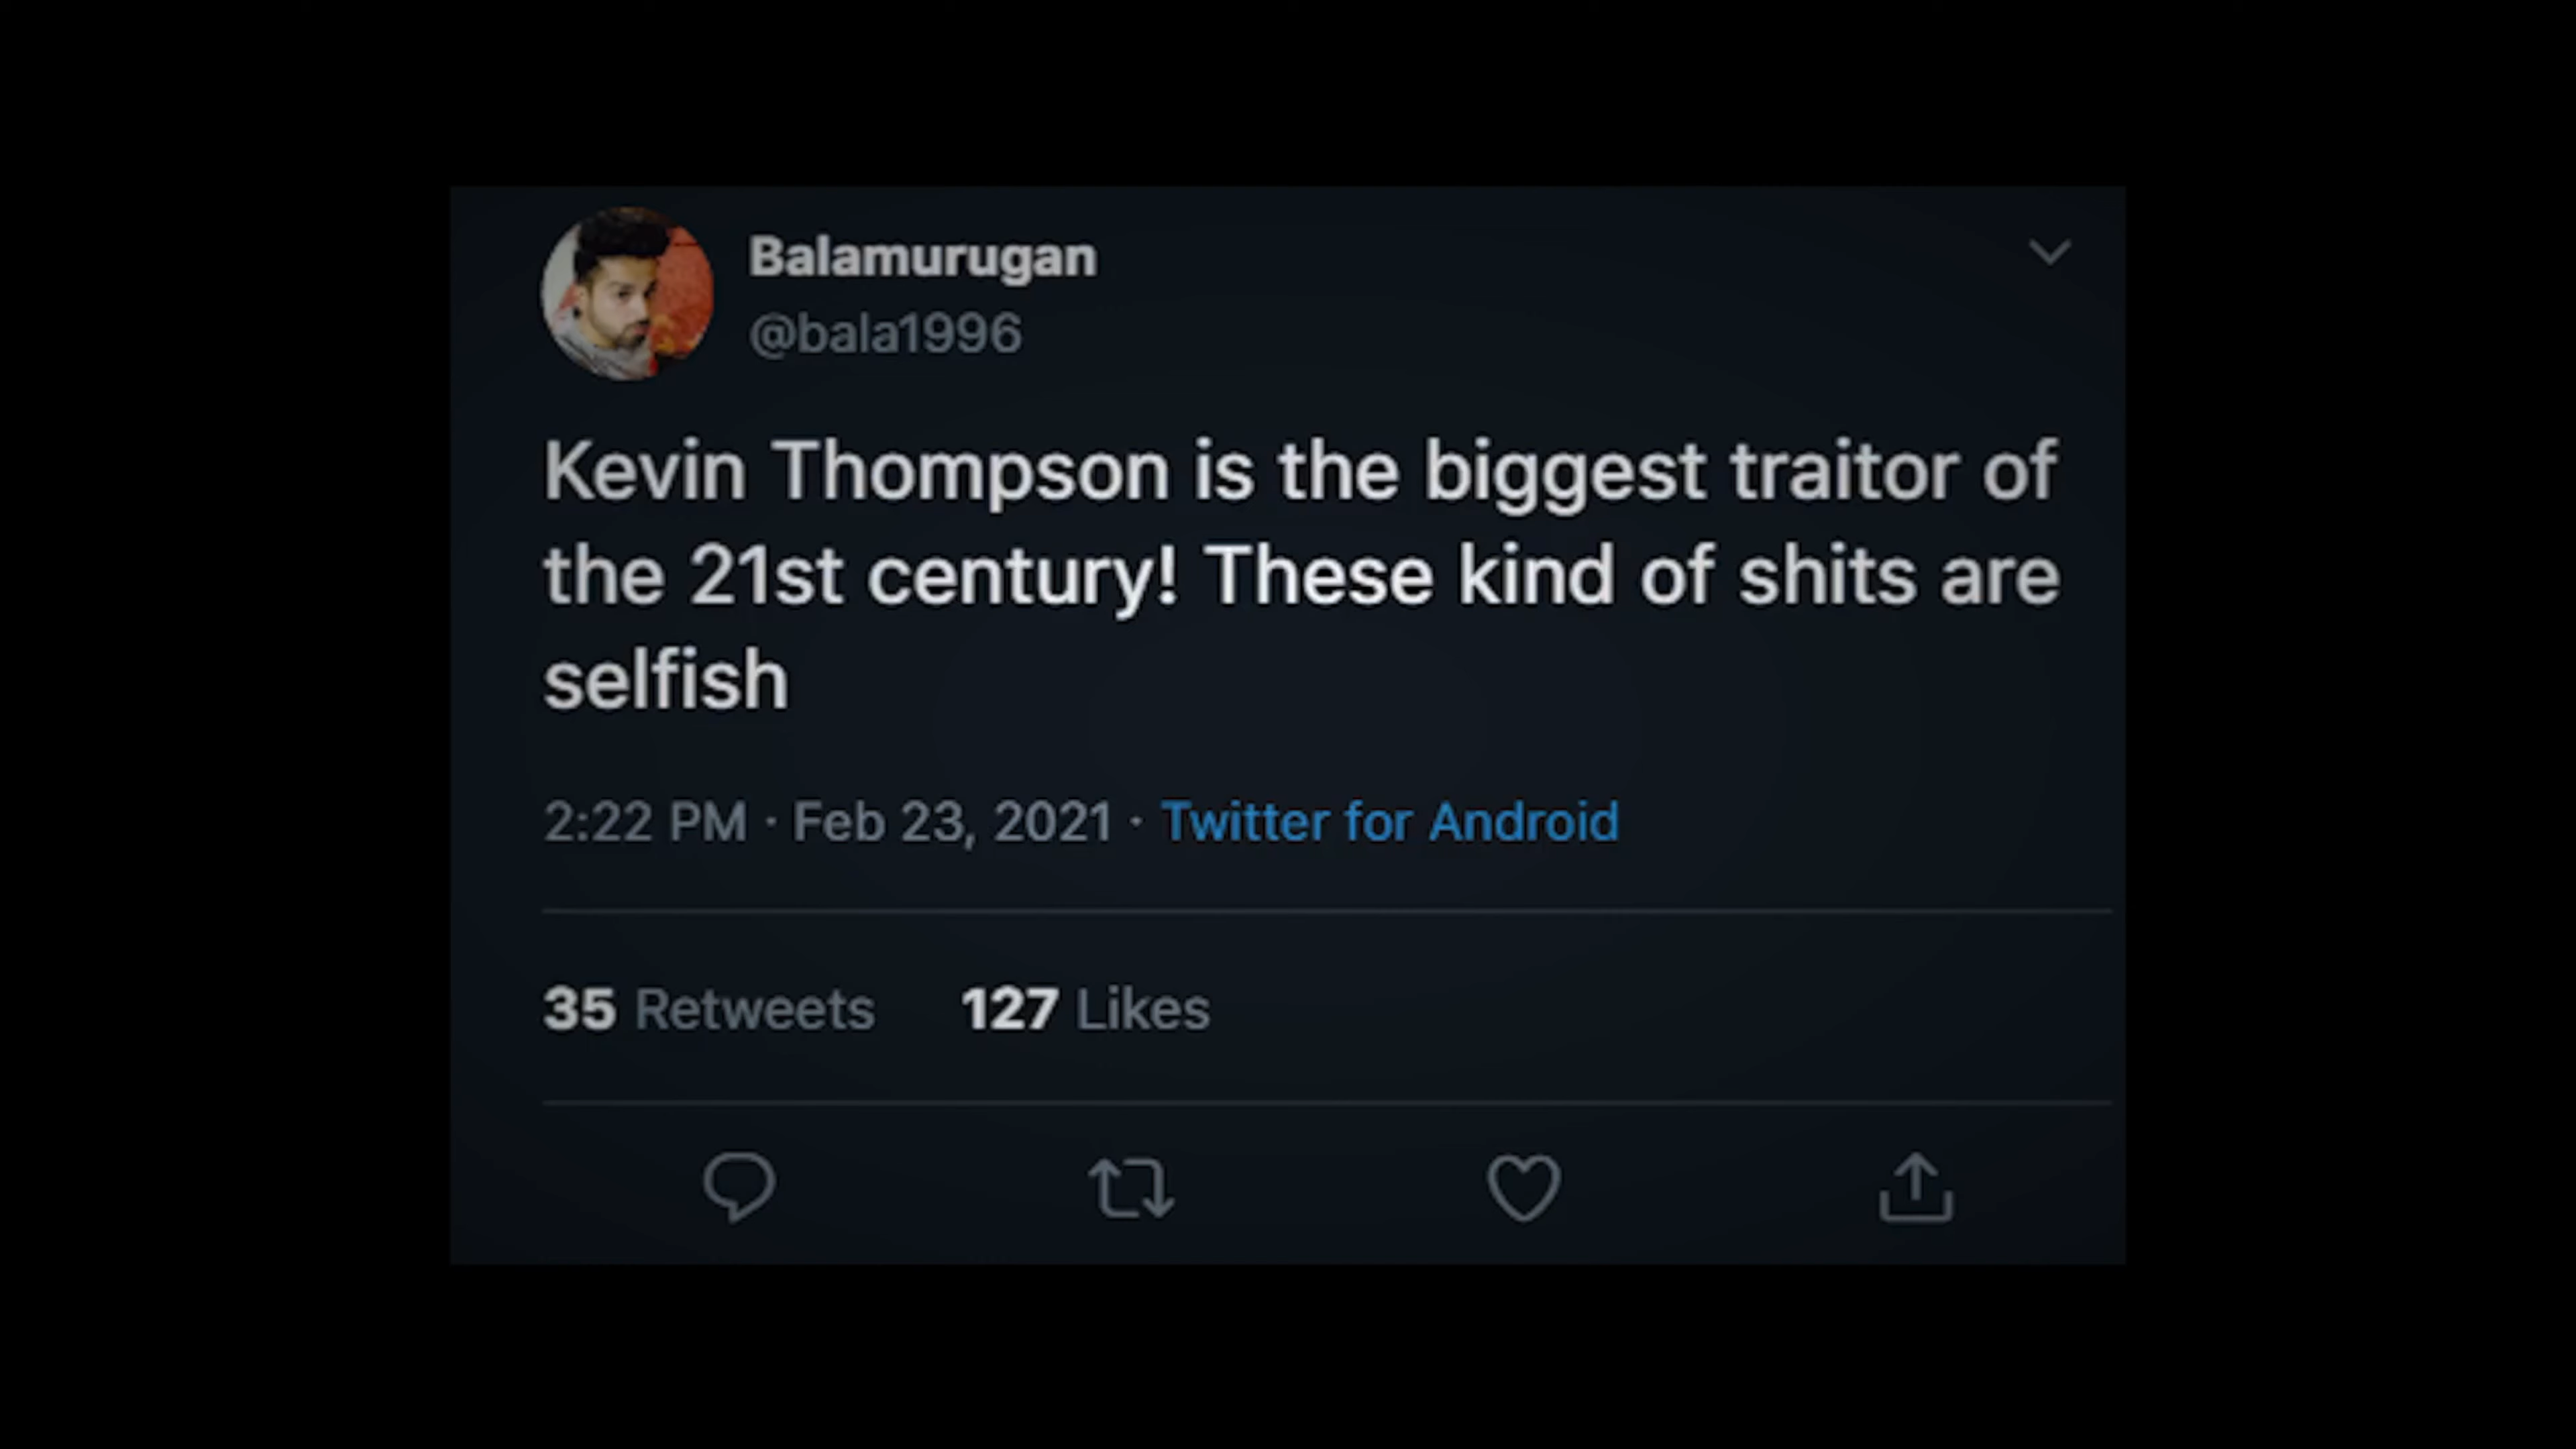 Balamurugan
@bala1996
Kevin Thompson is the biggest traitor of
the 21st century! These kind of shits are
selfish
2:22 PM · Feb 23, 2021 · Twitter for Android
35 Retweets 127 Likes